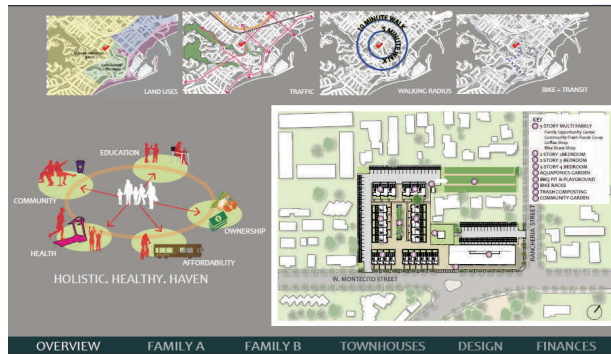 LAND USES
TRAFFIC
10 MINUTE WALK
5 MINUTE WALK
WALKING RADIUS
BIKE + TRANSIT
EDUCATION
COMMUNITY
OWNERSHIP
HEALTH
AFFORDABILITY
HOLISTIC. HEALTHY. HAVEN
KEY
3 STORY MULTIFAMILY
Family Opportunity Center
Community Fresh Foods Co-op
Coffee Shop
Bike Share Shop
2 STORY 2 BEDROOM
2 STORY 3 BEDROOM
3 STORY 4 BEDROOM
AQUAPONICS GARDEN
BBQ PIT & PLAYGROUND
BIKE RACKS
TRASH COMPOSTING
COMMUNITY GARDEN
RANCHERIA STREET
W. MONTECITO STREET
OVERVIEW
FAMILY A
FAMILY B
TOWNHOUSES
DESIGN
FINANCES